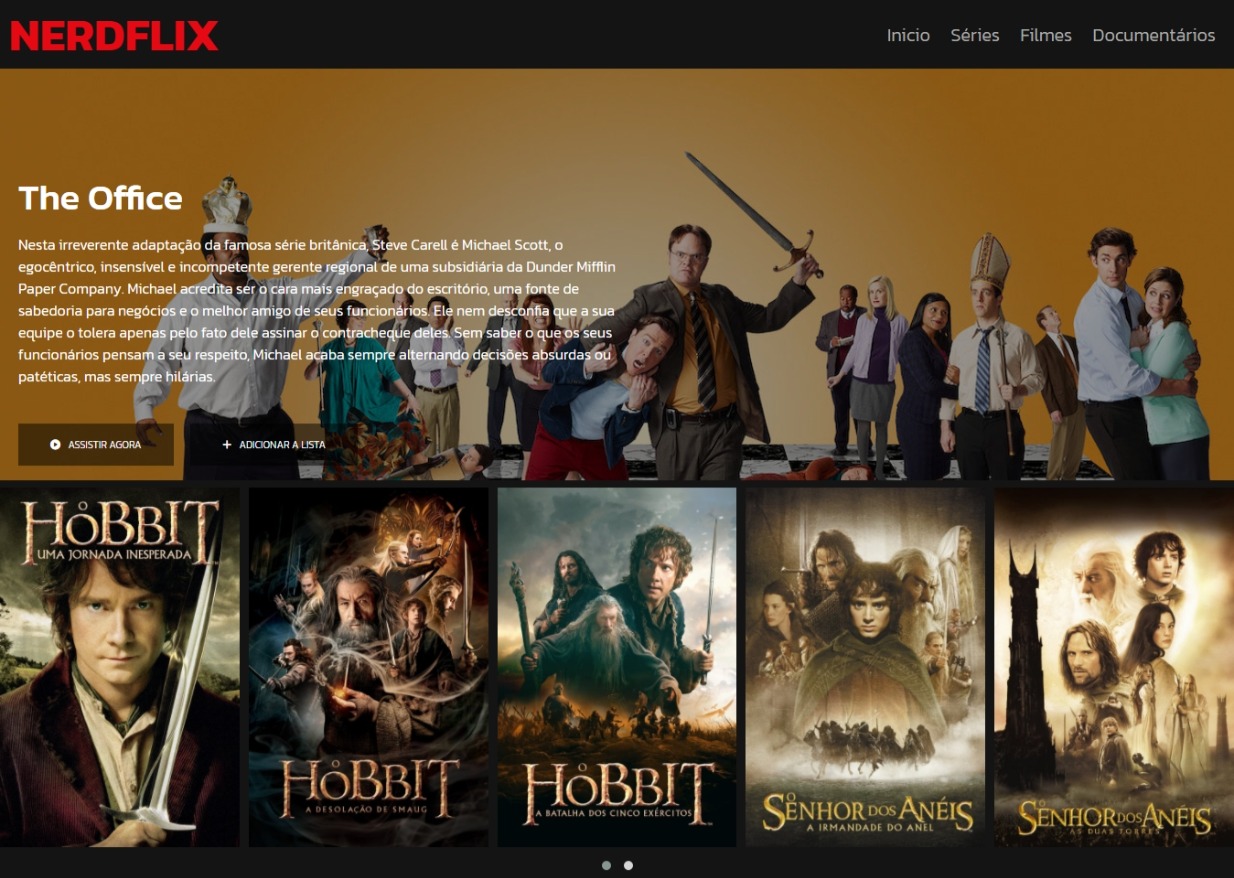 NERDFLIX
Inicio Séries Filmes Documentários
The Office
Nesta irreverente adaptação da famosa série britânica, Steve Carell é Michael Scott, o
egocêntrico, insensível e incompetente gerente regional de uma subsidiária da Dunder Mifflin
Paper Company. Michael acredita ser o cara mais engraçado do escritório, uma fonte de
sabedoria para negócios e o melhor amigo de seus funcionários. Ele nem desconfia que a sua
equipe o tolera apenas pelo fato dele assinar o contracheque deles. Sem saber o que os seus
funcionários pensam a seu respeito, Michael acaba sempre alternando decisões absurdas ou
patéticas, mas sempre hilárias.
ASSISTIR AGORA
ADICIONAR A LISTA
O HOBBIT
UMA JORNADA INESPERADA
O HOBBIT
A DESOLAÇÃO DE SMAUG
O HOBBIT
A BATALHA DOS CINCO EXÉRCITOS
O SENHOR DOS ANÉIS
A IRMANDADE DO ANEL
O SENHOR DOS ANÉIS
AS DUAS TORRES